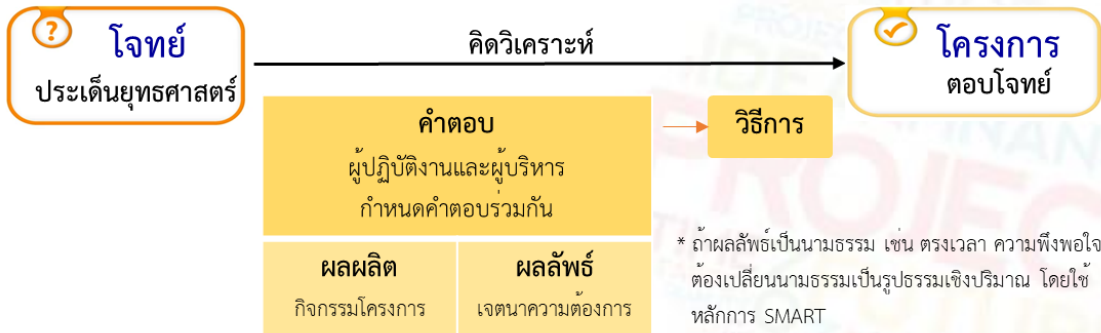 โจทย์
ประเด็นยุทธศาสตร์
คิดวิเคราะห์
โครงการ
ตอบโจทย์
คำตอบ
ผู้ปฏิบัติงานและผู้บริหาร
กำหนดคำตอบร่วมกัน
วิธีการ
ผลผลิต
กิจกรรมโครงการ
ผลลัพธ์
เจตนาความต้องการ
* ถ้าผลลัพธ์เป็นนามธรรม เช่น ตรงเวลา ความพึงพอใจ
ต้องเปลี่ยนนามธรรมเป็นรูปธรรมเชิงปริมาณ โดยใช้
หลักการ SMART